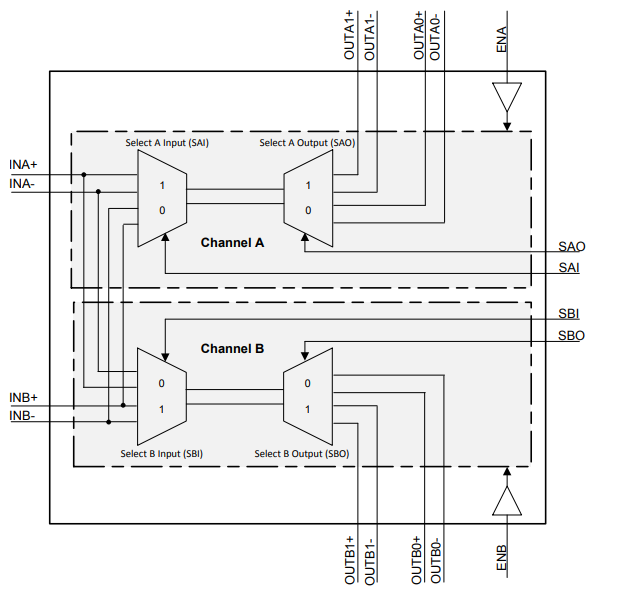 OUTA1+
OUTA1-
OUTA0+
OUTA0-
ENA
Select A Input (SAI)
Select A Output (SAO)
INA+
INA-
1
1
0
0
Channel A
SAO
SAI
SBI
SBO
Channel B
0
0
INB+
1
1
INB-
Select B Input (SBI)
Select B Output (SBO)
OUTB1+
OUTB1-
OUTB0+
OUTB0-
ENB